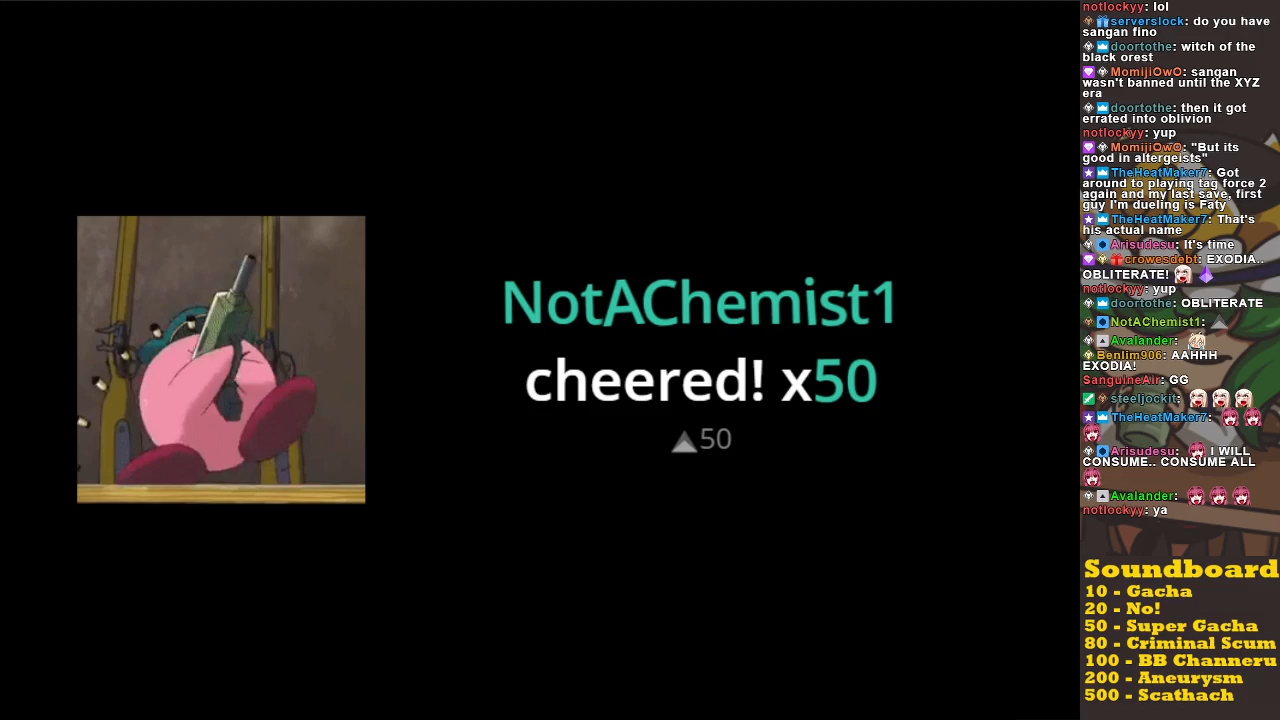 NotAChemist1
cheered! x50
50
notlockyy: lol
serverslock: do you have
sangan fino
doortothe: witch of the
black orest
MomijiOwO: sangan
wasn't banned until the XYZ
era
doortothe: then it got
errated into oblivion
notlockyy: yup
MomijiOwO: "But its
good in altergeists"
TheHeatMaker7: Got
around to playing tag force 2
again and my last save, first
guy I'm dueling is Faty
TheHeatMaker7: That's
his actual name
Arisudesu: It's time
crowesdebt: EXODIA..
OBLITERATE!
notlockyy: yup
doortothe: OBLITERATE
NotAChemist1:
Avalander:
Benlim906: AAHHH
EXODIA!
SanguineAir: GG
steeljockit:
TheHeatMaker7:
Arisudesu: I WILL
CONSUME.. CONSUME ALL
Avalander:
notlockyy: ya
Soundboard
10 - Gacha
20 - No!
50 - Super Gacha
80 - Criminal Scum
100 - BB Channeru
200 - Aneurysm
500 - Scathach